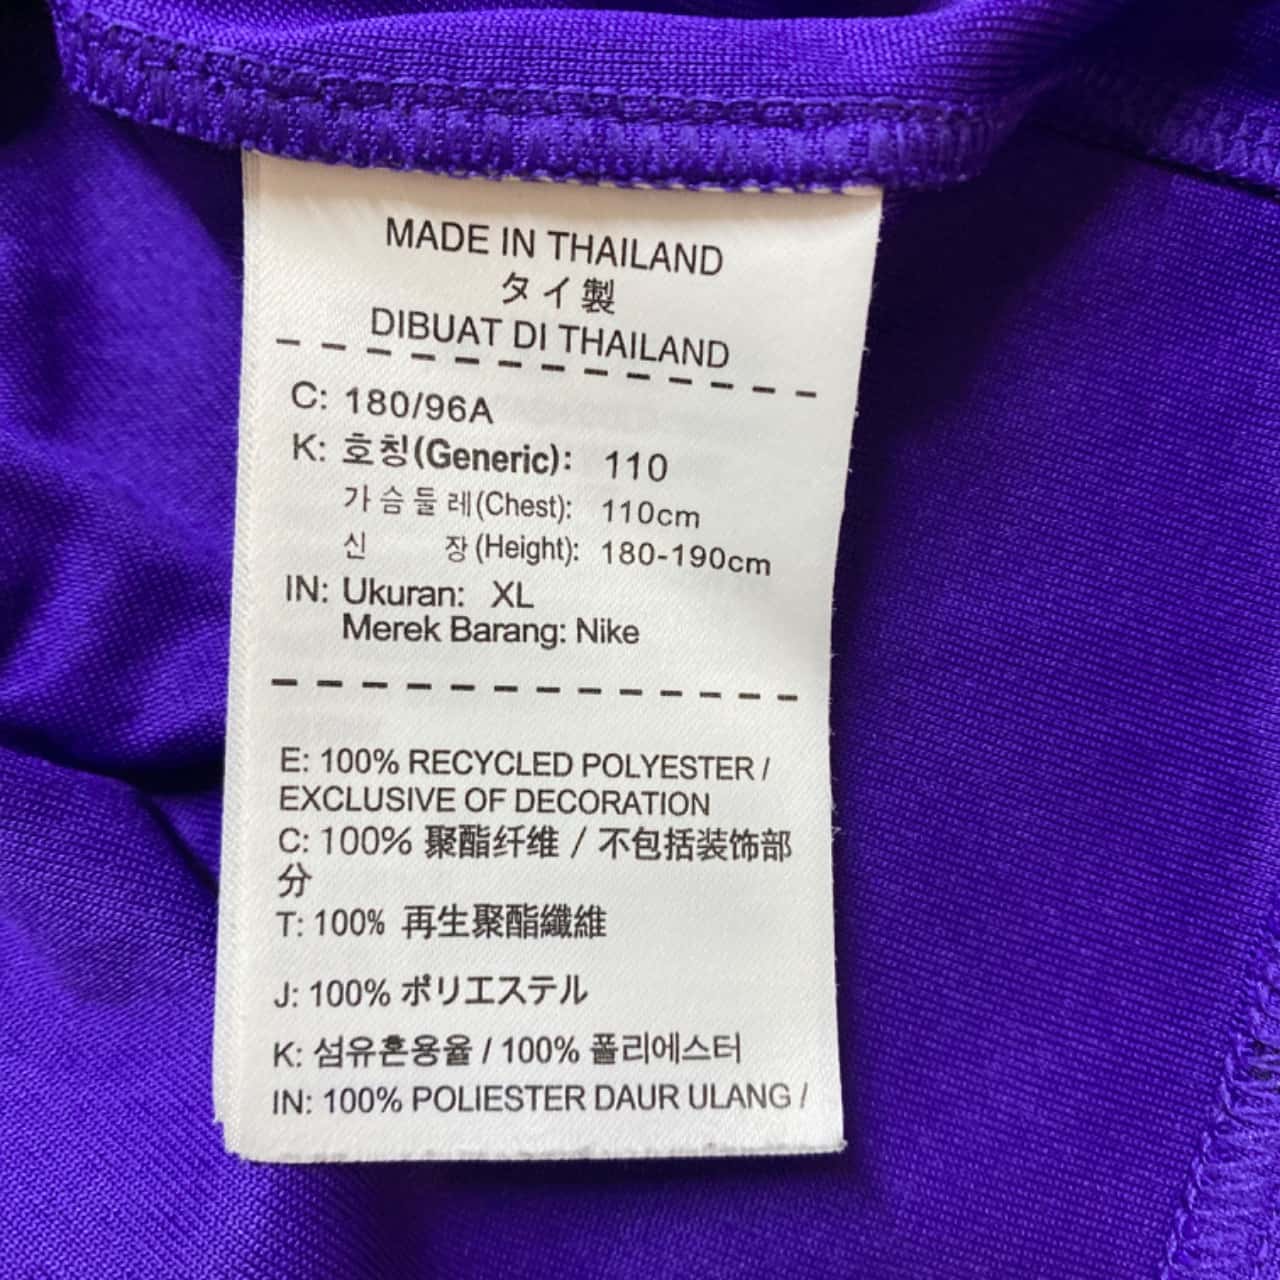 MADE IN THAILAND
タイ製
DIBUAT DI THAILAND
C: 180/96A
K: 호칭(Generic): 110
가슴둘레(Chest): 110cm
신 장(Height): 180-190cm
IN: Ukuran: XL
Merek Barang: Nike
E: 100% RECYCLED POLYESTER /
EXCLUSIVE OF DECORATION
C: 100% 聚酯纤维 / 不包括装饰部
分
T: 100% 再生聚酯纖維
J: 100% ポリエステル
K: 섬유혼용율 / 100% 폴리에스터
IN: 100% POLIESTER DAUR ULANG /